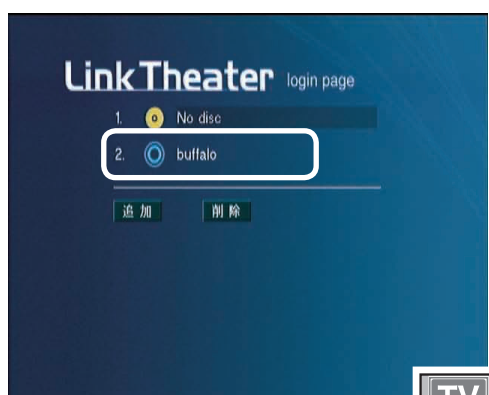 LinkTheater login page
1. No disc
2. buffalo
追加 削除
TV